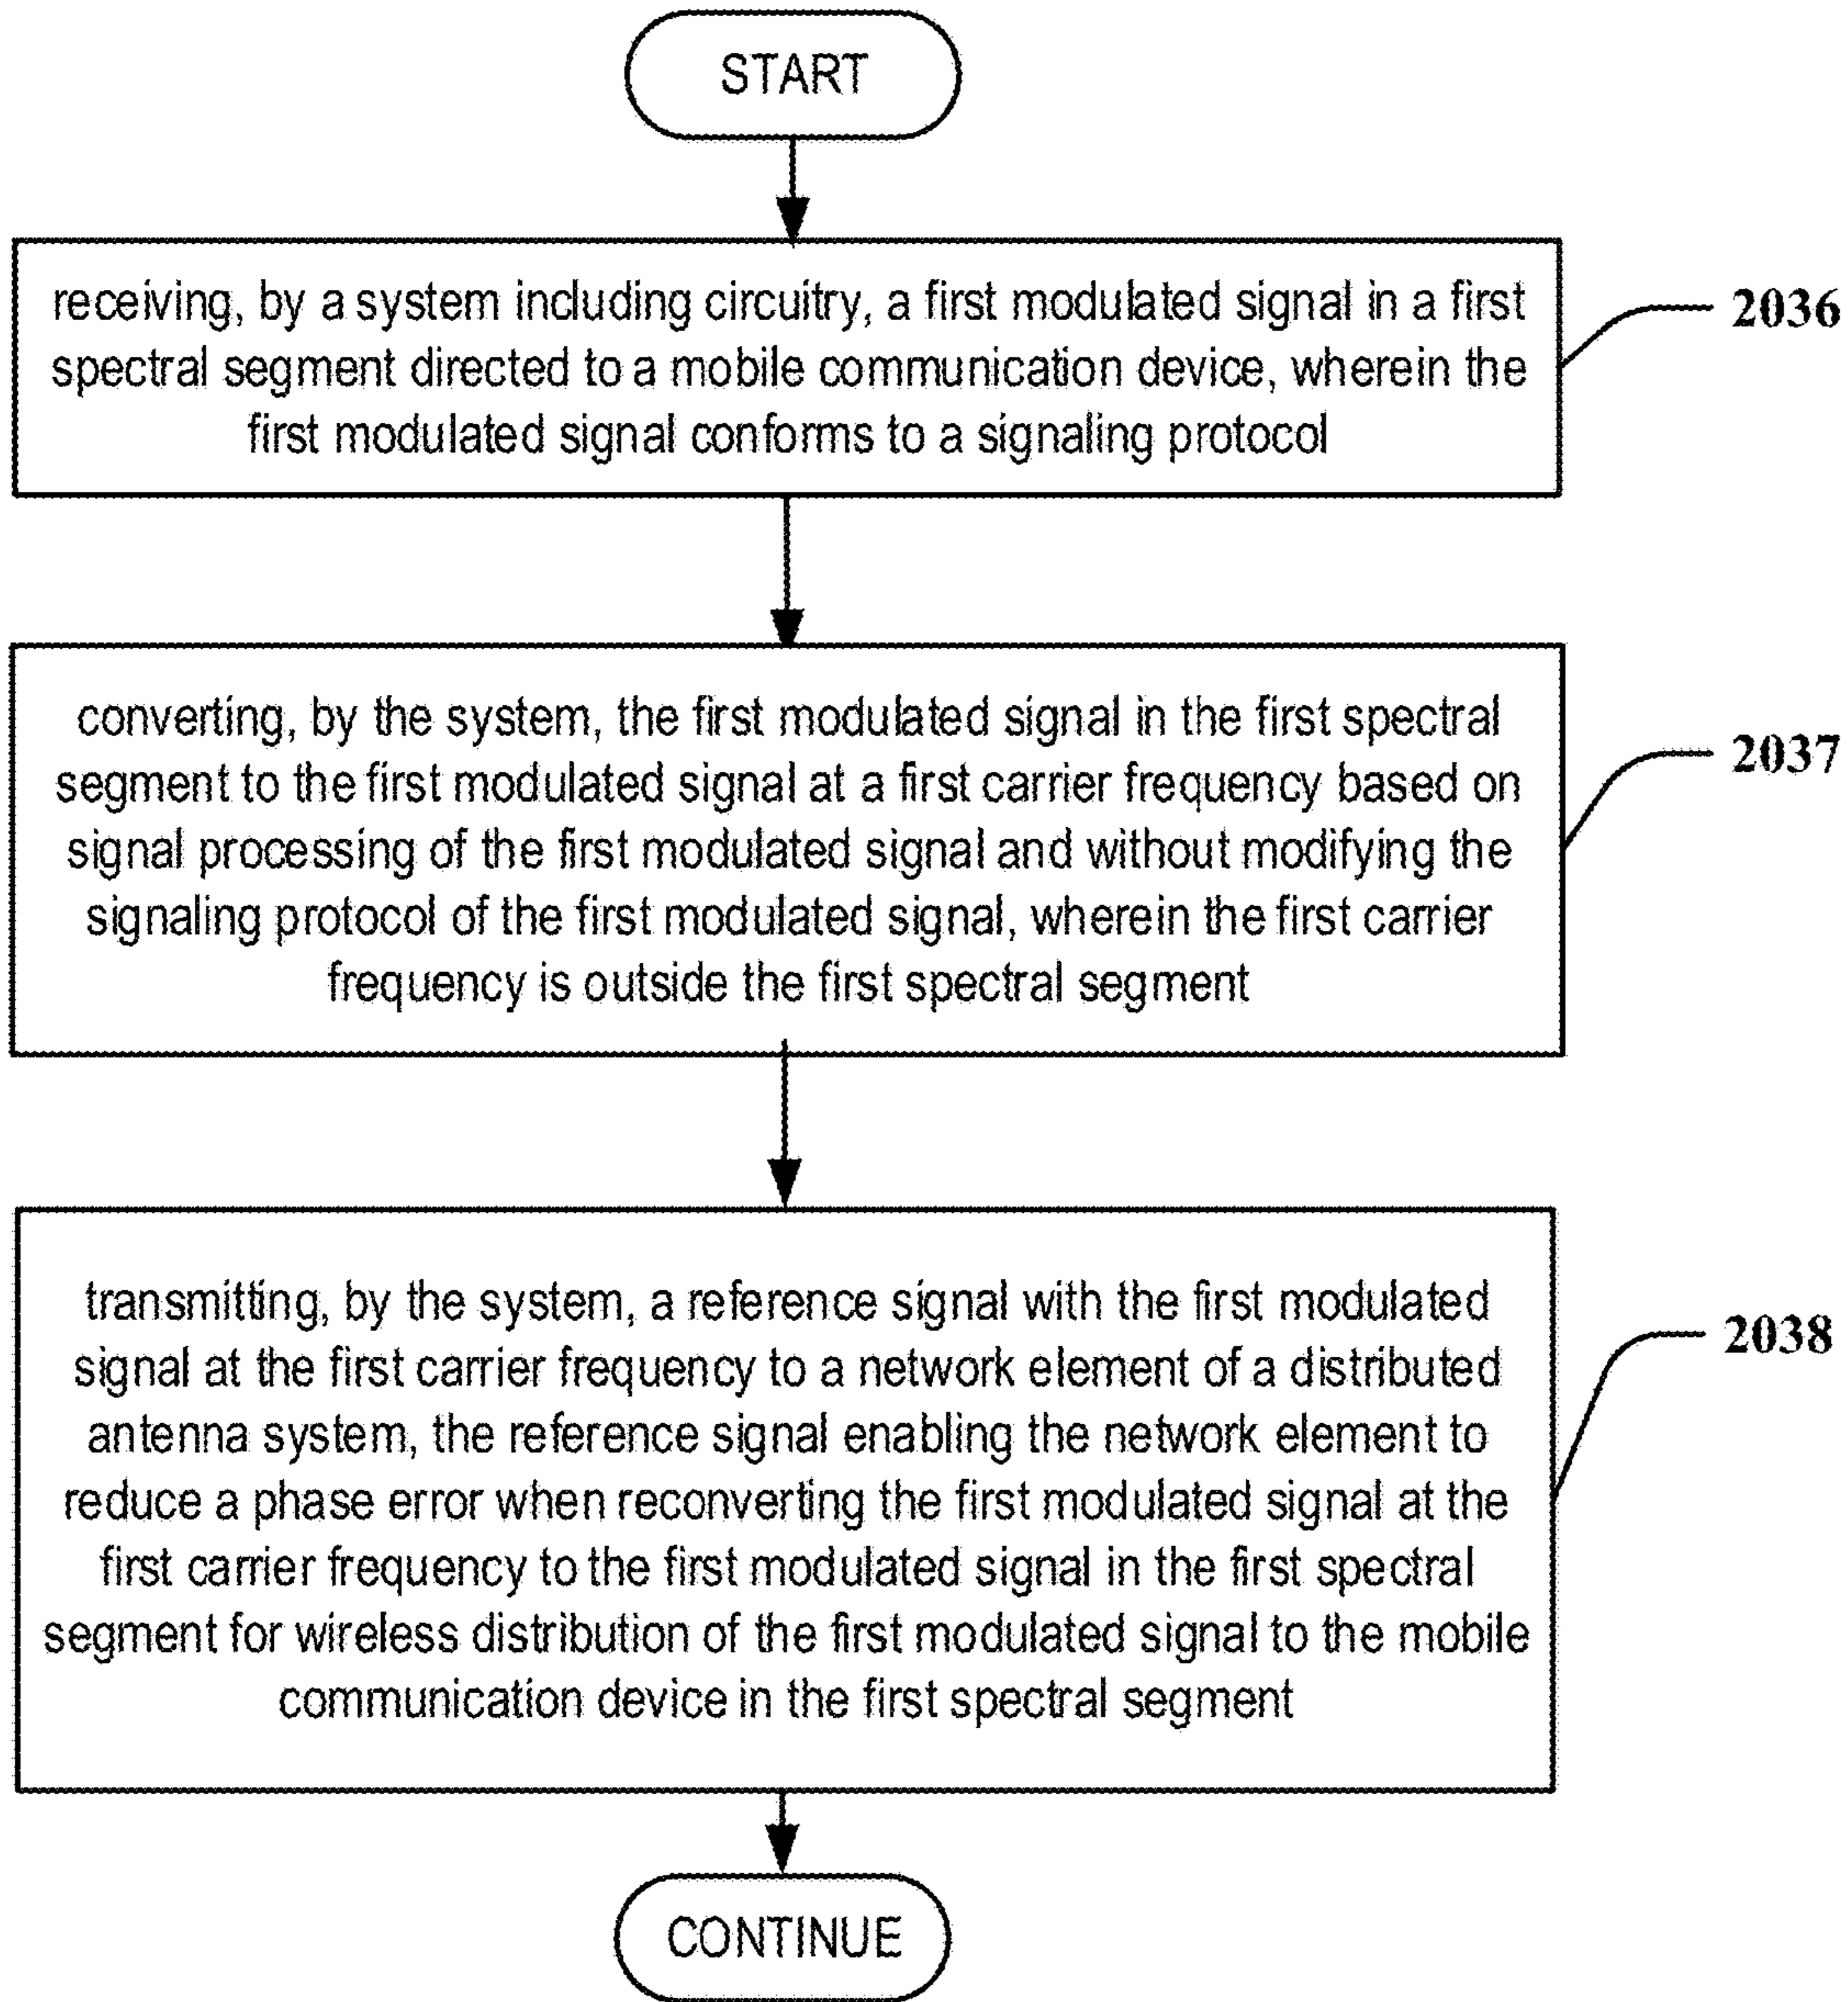 START
receiving, by a system including circuitry, a first modulated signal in a first
spectral segment directed to a mobile communication device, wherein the
first modulated signal conforms to a signaling protocol
2036
converting, by the system, the first modulated signal in the first spectral
segment to the first modulated signal at a first carrier frequency based on
signal processing of the first modulated signal and without modifying the
signaling protocol of the first modulated signal, wherein the first carrier
frequency is outside the first spectral segment
2037
transmitting, by the system, a reference signal with the first modulated
signal at the first carrier frequency to a network element of a distributed
antenna system, the reference signal enabling the network element to
reduce a phase error when reconverting the first modulated signal at the
first carrier frequency to the first modulated signal in the first spectral
segment for wireless distribution of the first modulated signal to the mobile
communication device in the first spectral segment
2038
CONTINUE